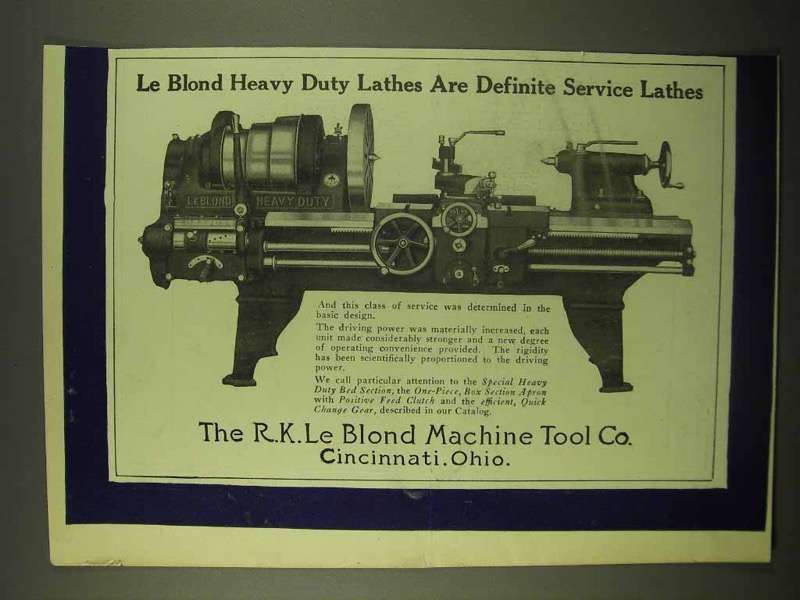 Le Blond Heavy Duty Lathes Are Definite Service Lathes
LEBLOND HEAVY DUTY
And this class of service was determined in the
basic design.
The driving power was materially increased, each
unit made considerably stronger and a new degree
of operating convenience provided. The rigidity
has been scientifically proportioned to the driving
power.
We call particular attention to the Special Heavy
Duty Bed Section, the One-Piece, Box Section Apron
with Positive Feed Clutch and the efficient, Quick
Change Gear, described in our Catalog.
The R.K.Le Blond Machine Tool Co.
Cincinnati.Ohio.